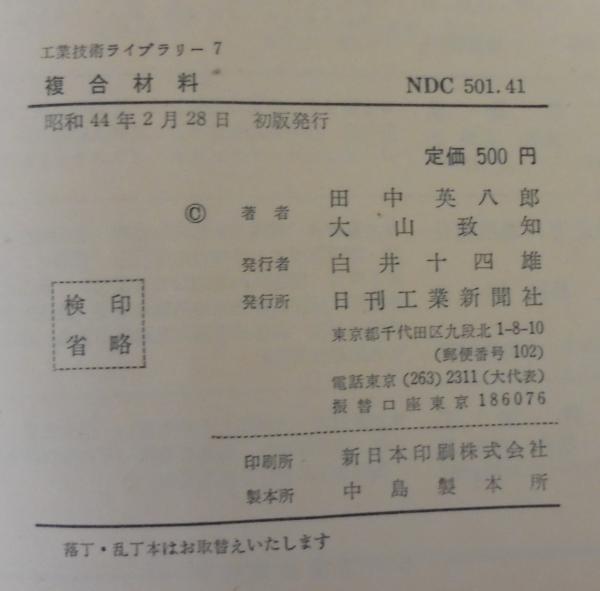 工業技術ライブラリー 7
複合材料 NDC 501.41
昭和44年2月28日 初版発行
定価 500 円
Ⓒ 著者 田中英八郎
大山致知
発行者 白井十四雄
発行所 日刊工業新聞社
東京都千代田区九段北1-8-10
(郵便番号 102)
電話東京 (263) 2311 (大代表)
振替口座東京 186076
検印
省略
印刷所 新日本印刷株式会社
製本所 中島製本所
落丁・乱丁本はお取替えいたします